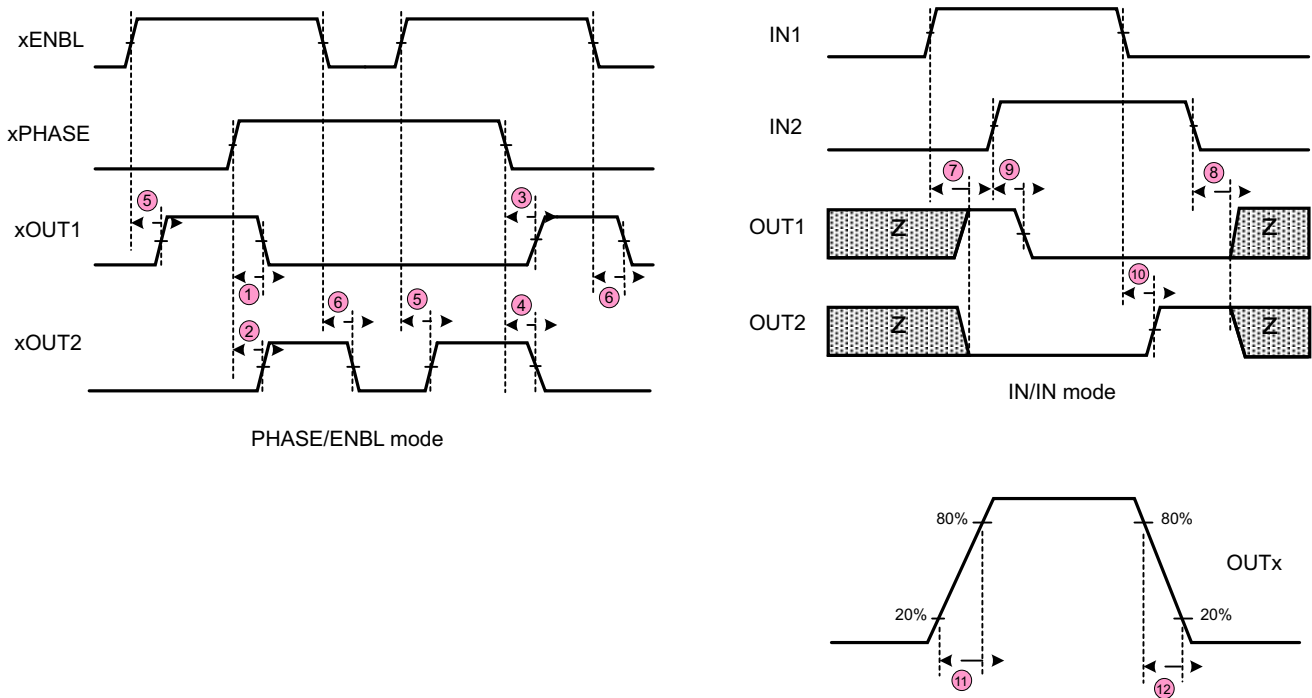 xENBL
xPHASE
5
3
xOUT1
1
6
6
5
4
2
xOUT2
PHASE/ENBL mode
IN1
IN2
7
9
8
OUT1
Z
Z
10
OUT2
Z
Z
IN/IN mode
80%
80%
OUTx
20%
20%
11
12